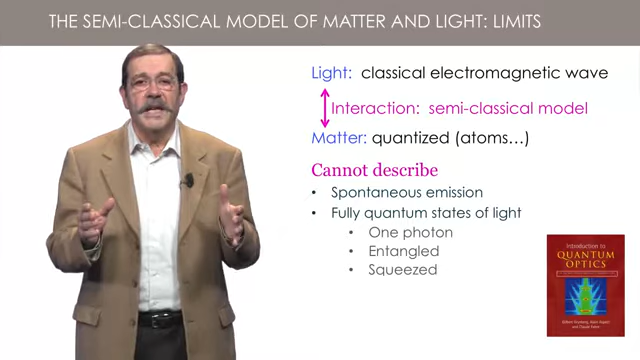 THE SEMI-CLASSICAL MODEL OF MATTER AND LIGHT: LIMITS
Light: classical electromagnetic wave
Interaction: semi-classical model
Matter: quantized (atoms…)
Cannot describe
• Spontaneous emission
• Fully quantum states of light
• One photon
• Entangled
• Squeezed
Introduction to
QUANTUM
OPTICS